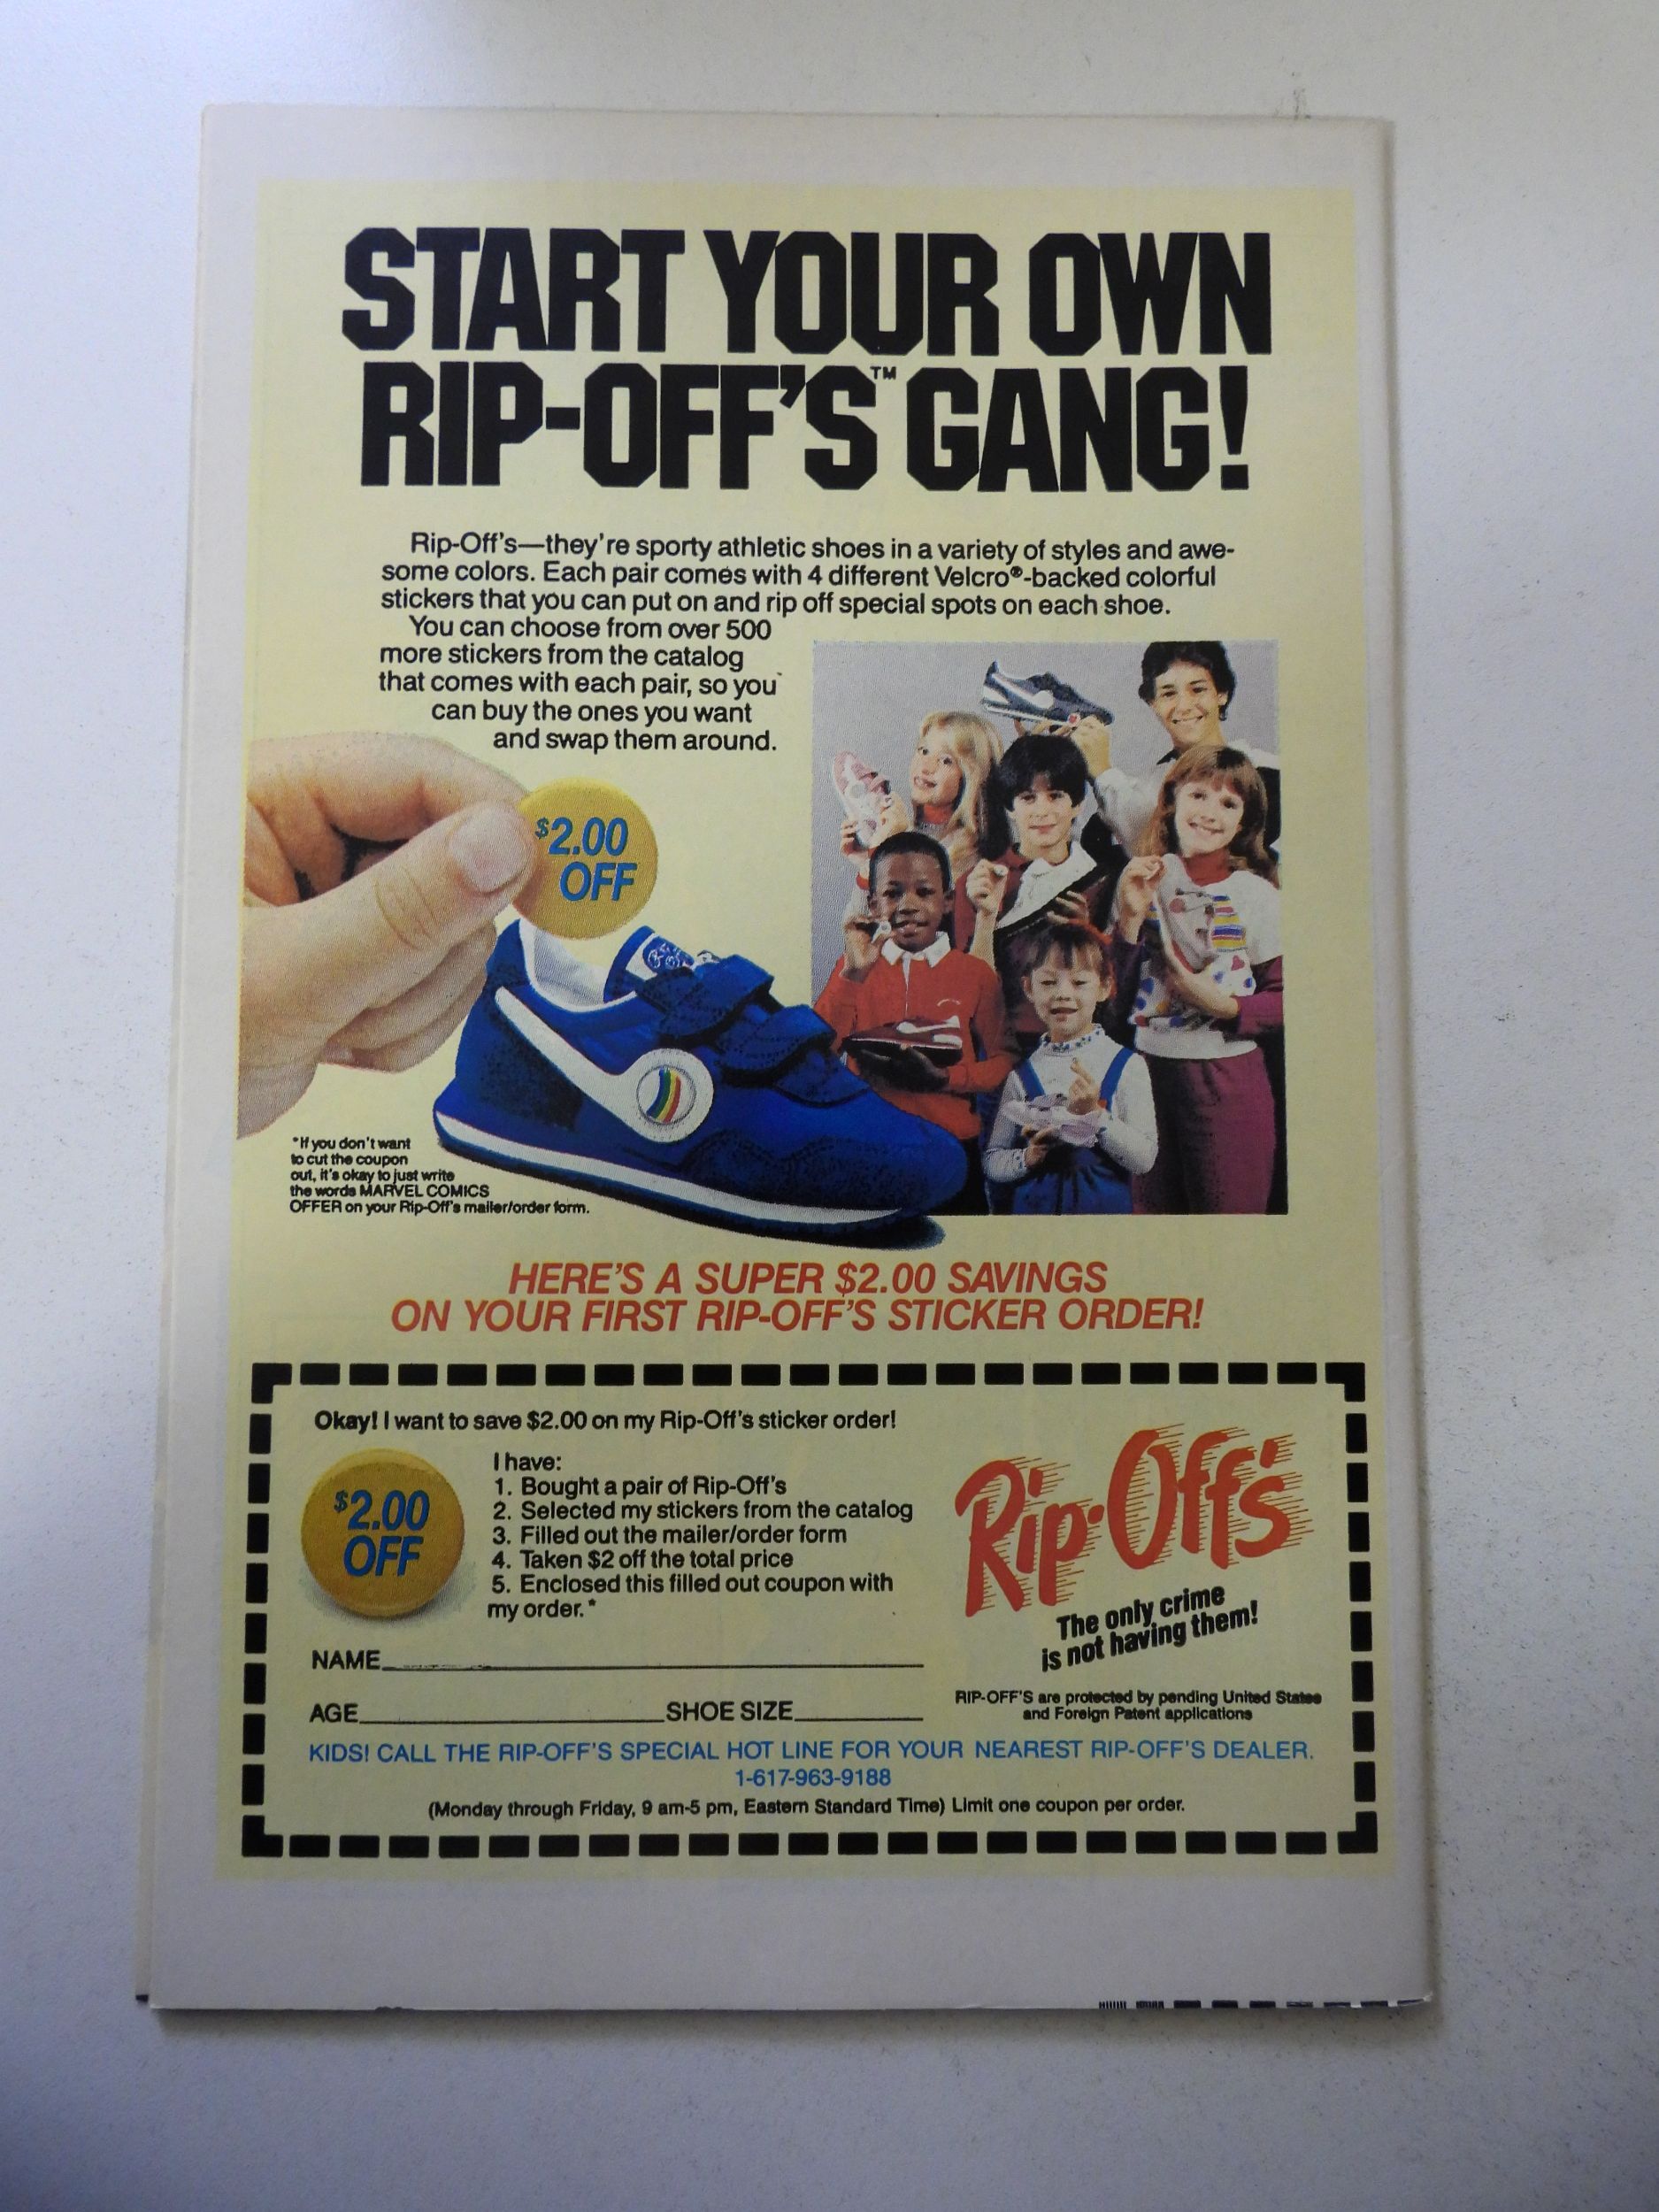 START YOUR OWN
RIP-OFF'S™ GANG!
Rip-Off's—they're sporty athletic shoes in a variety of styles and awe-
some colors. Each pair comes with 4 different Velcro®-backed colorful
stickers that you can put on and rip off special spots on each shoe.
You can choose from over 500
more stickers from the catalog
that comes with each pair, so you
can buy the ones you want
and swap them around.
$2.00
OFF
*If you don't want
to cut the coupon
out, it's okay to just write
the words MARVEL COMICS
OFFER on your Rip-Off's mailer/order form.
HERE'S A SUPER $2.00 SAVINGS
ON YOUR FIRST RIP-OFF'S STICKER ORDER!
Okay! I want to save $2.00 on my Rip-Off's sticker order!
$2.00
OFF
I have:
1. Bought a pair of Rip-Off's
2. Selected my stickers from the catalog
3. Filled out the mailer/order form
4. Taken $2 off the total price
5. Enclosed this filled out coupon with
my order.*
Rip-Off's
The only crime
is not having them!
NAME
AGE SHOE SIZE
RIP-OFF'S are protected by pending United States
and Foreign Patent applications
KIDS! CALL THE RIP-OFF'S SPECIAL HOT LINE FOR YOUR NEAREST RIP-OFF'S DEALER.
1-617-963-9188
(Monday through Friday, 9 am-5 pm, Eastern Standard Time) Limit one coupon per order.